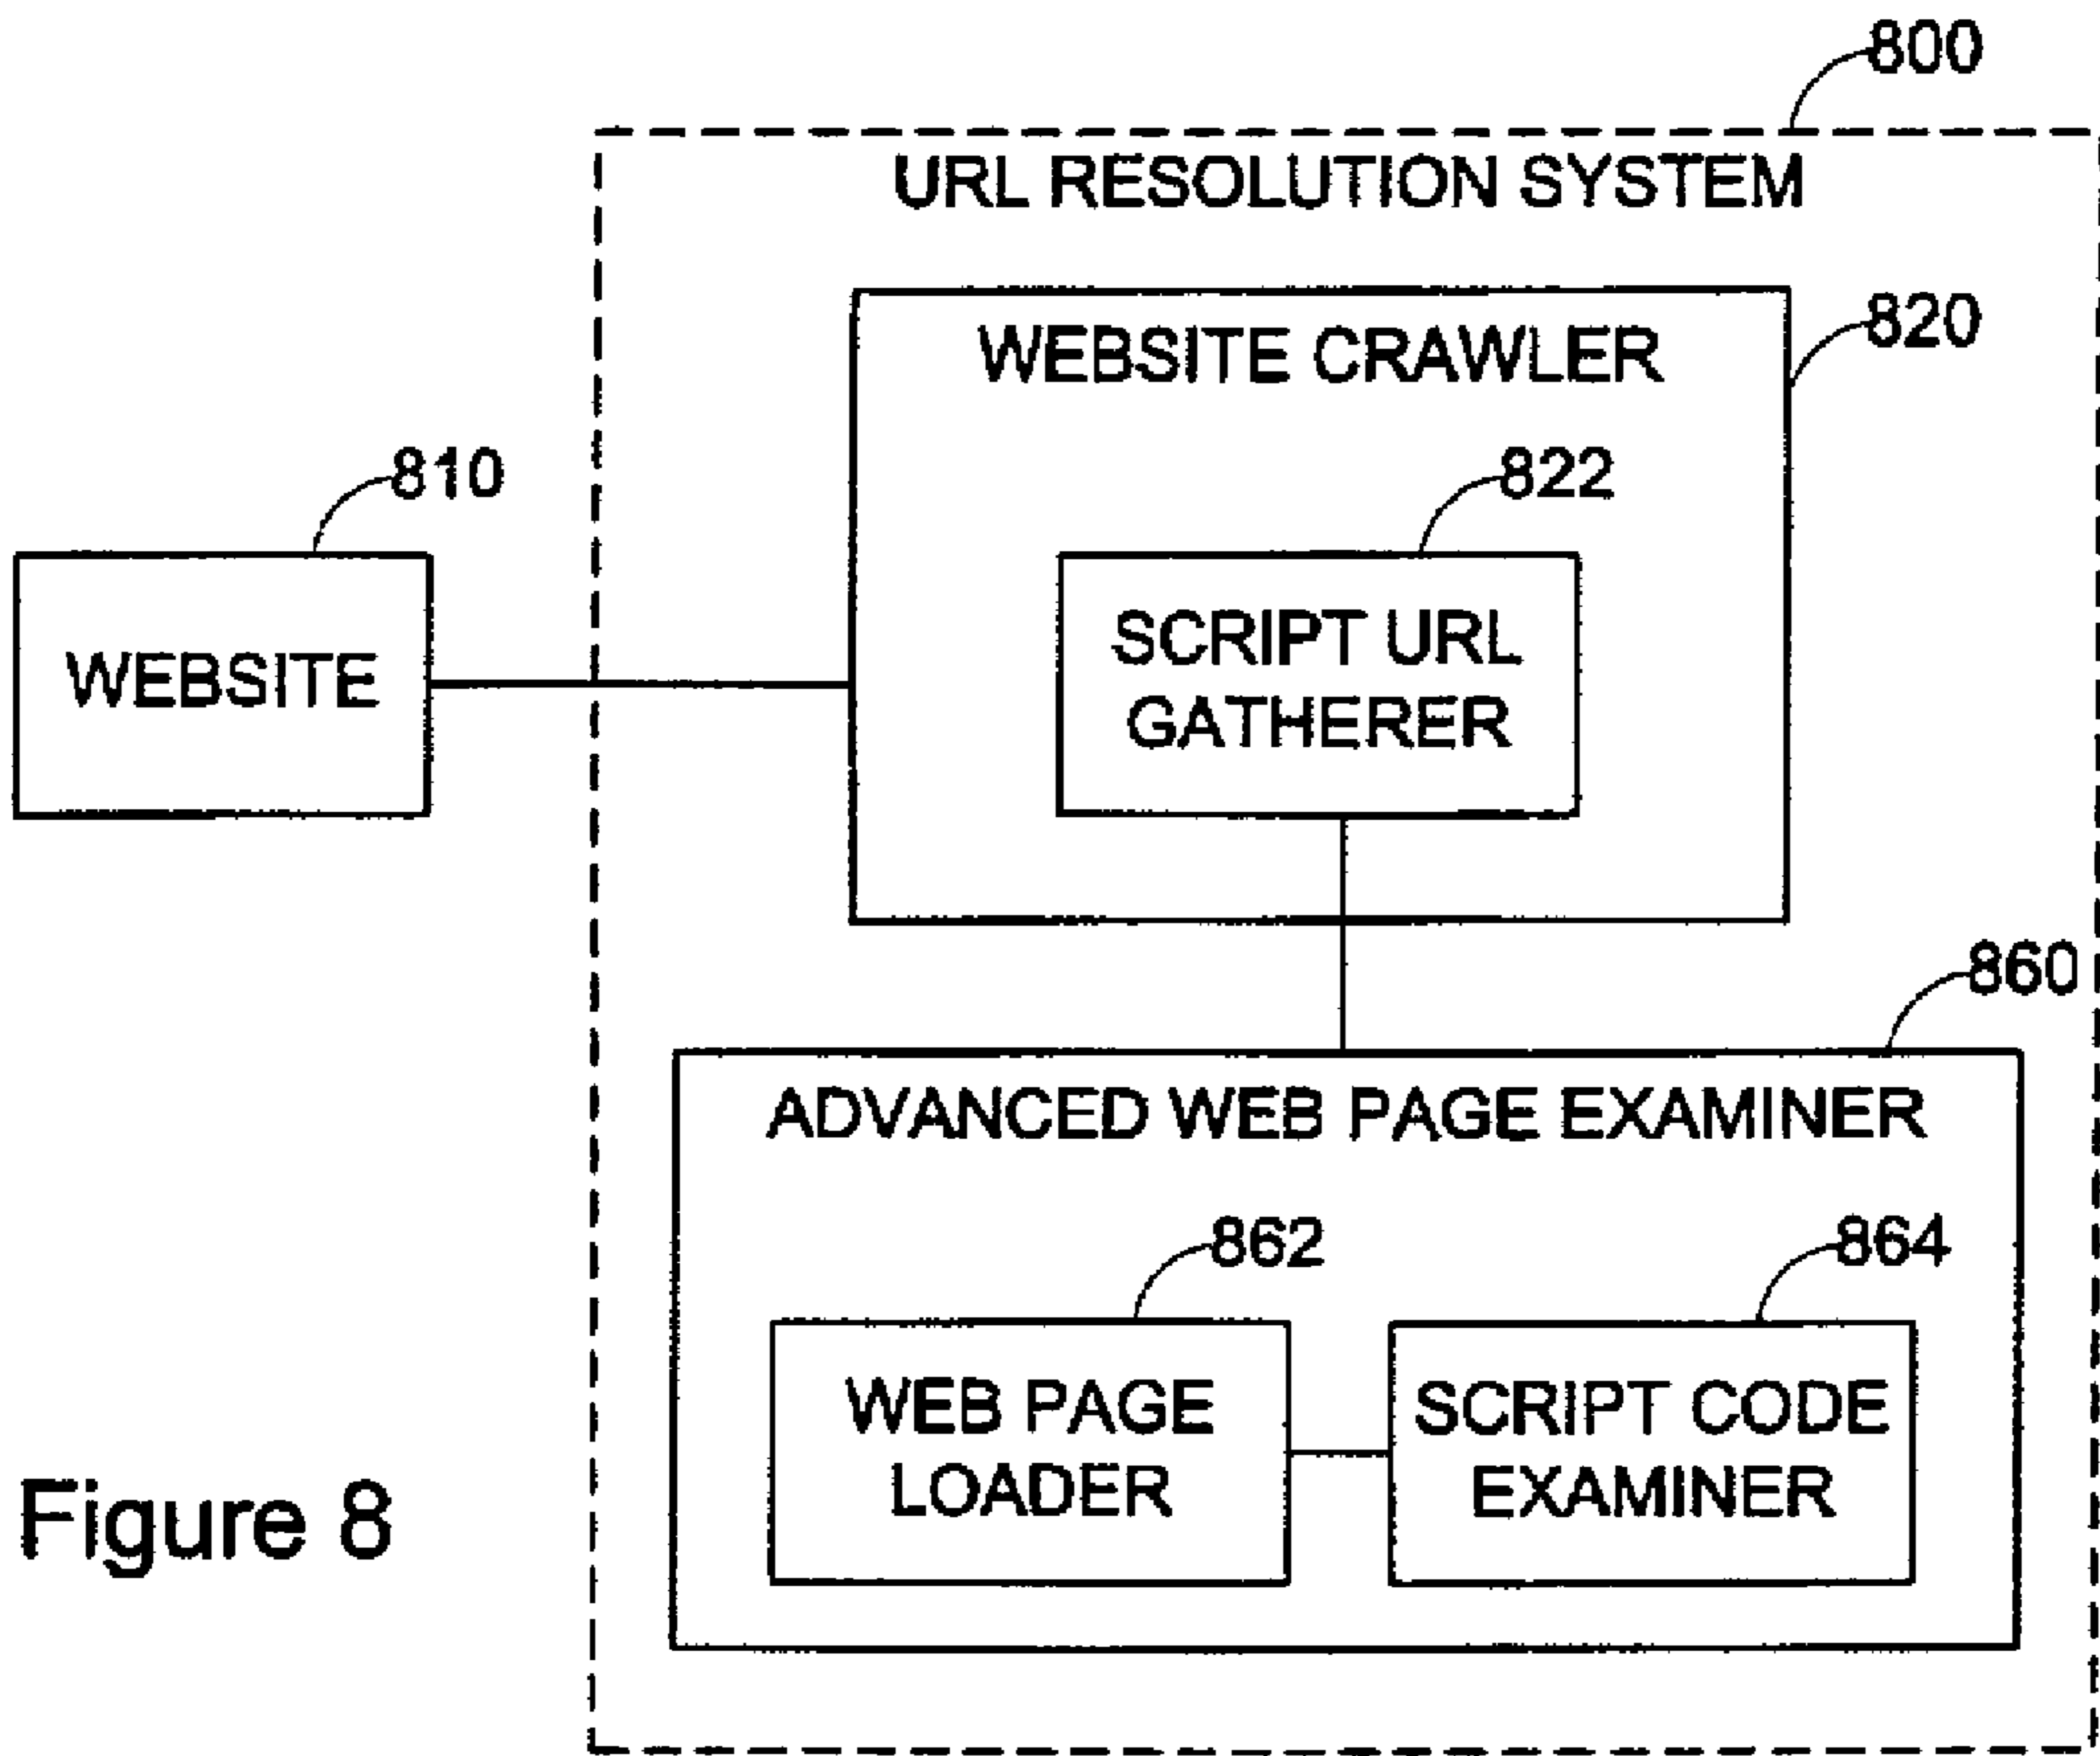 800
URL RESOLUTION SYSTEM
820
WEBSITE CRAWLER
810
822
WEBSITE
SCRIPT URL
GATHERER
860
ADVANCED WEB PAGE EXAMINER
862
864
WEB PAGE
LOADER
SCRIPT CODE
EXAMINER
Figure 8